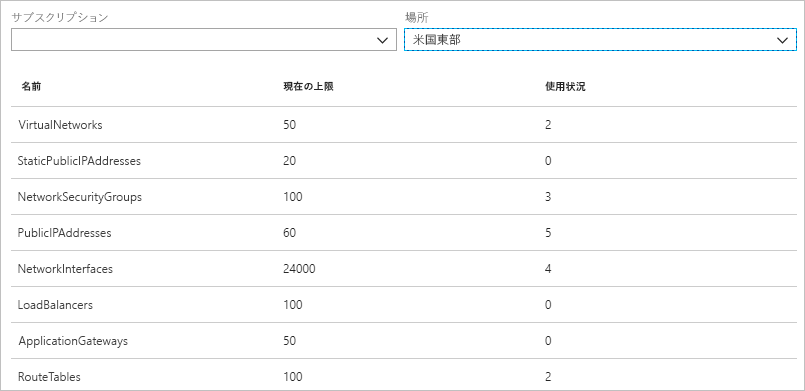 サブスクリプション 場所
米国東部
名前 現在の上限 使用状況
VirtualNetworks 50 2
StaticPublicIPAddresses 20 0
NetworkSecurityGroups 100 3
PublicIPAddresses 60 5
NetworkInterfaces 24000 4
LoadBalancers 100 0
ApplicationGateways 50 0
RouteTables 100 2